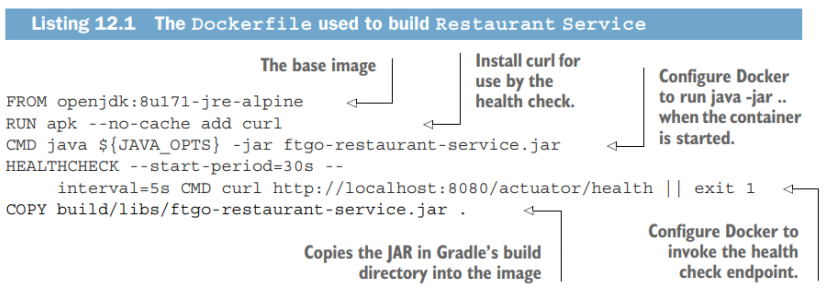 Listing 12.1 The Dockerfile used to build Restaurant Service
The base image
Install curl for
use by the
health check.
Configure Docker
to run java -jar ..
when the container
is started.
FROM openjdk:8u171-jre-alpine
RUN apk --no-cache add curl
CMD java ${JAVA_OPTS} -jar ftgo-restaurant-service.jar
HEALTHCHECK --start-period=30s --
interval=5s CMD curl http://localhost:8080/actuator/health || exit 1
COPY build/libs/ftgo-restaurant-service.jar .
Copies the JAR in Gradle's build
directory into the image
Configure Docker to
invoke the health
check endpoint.